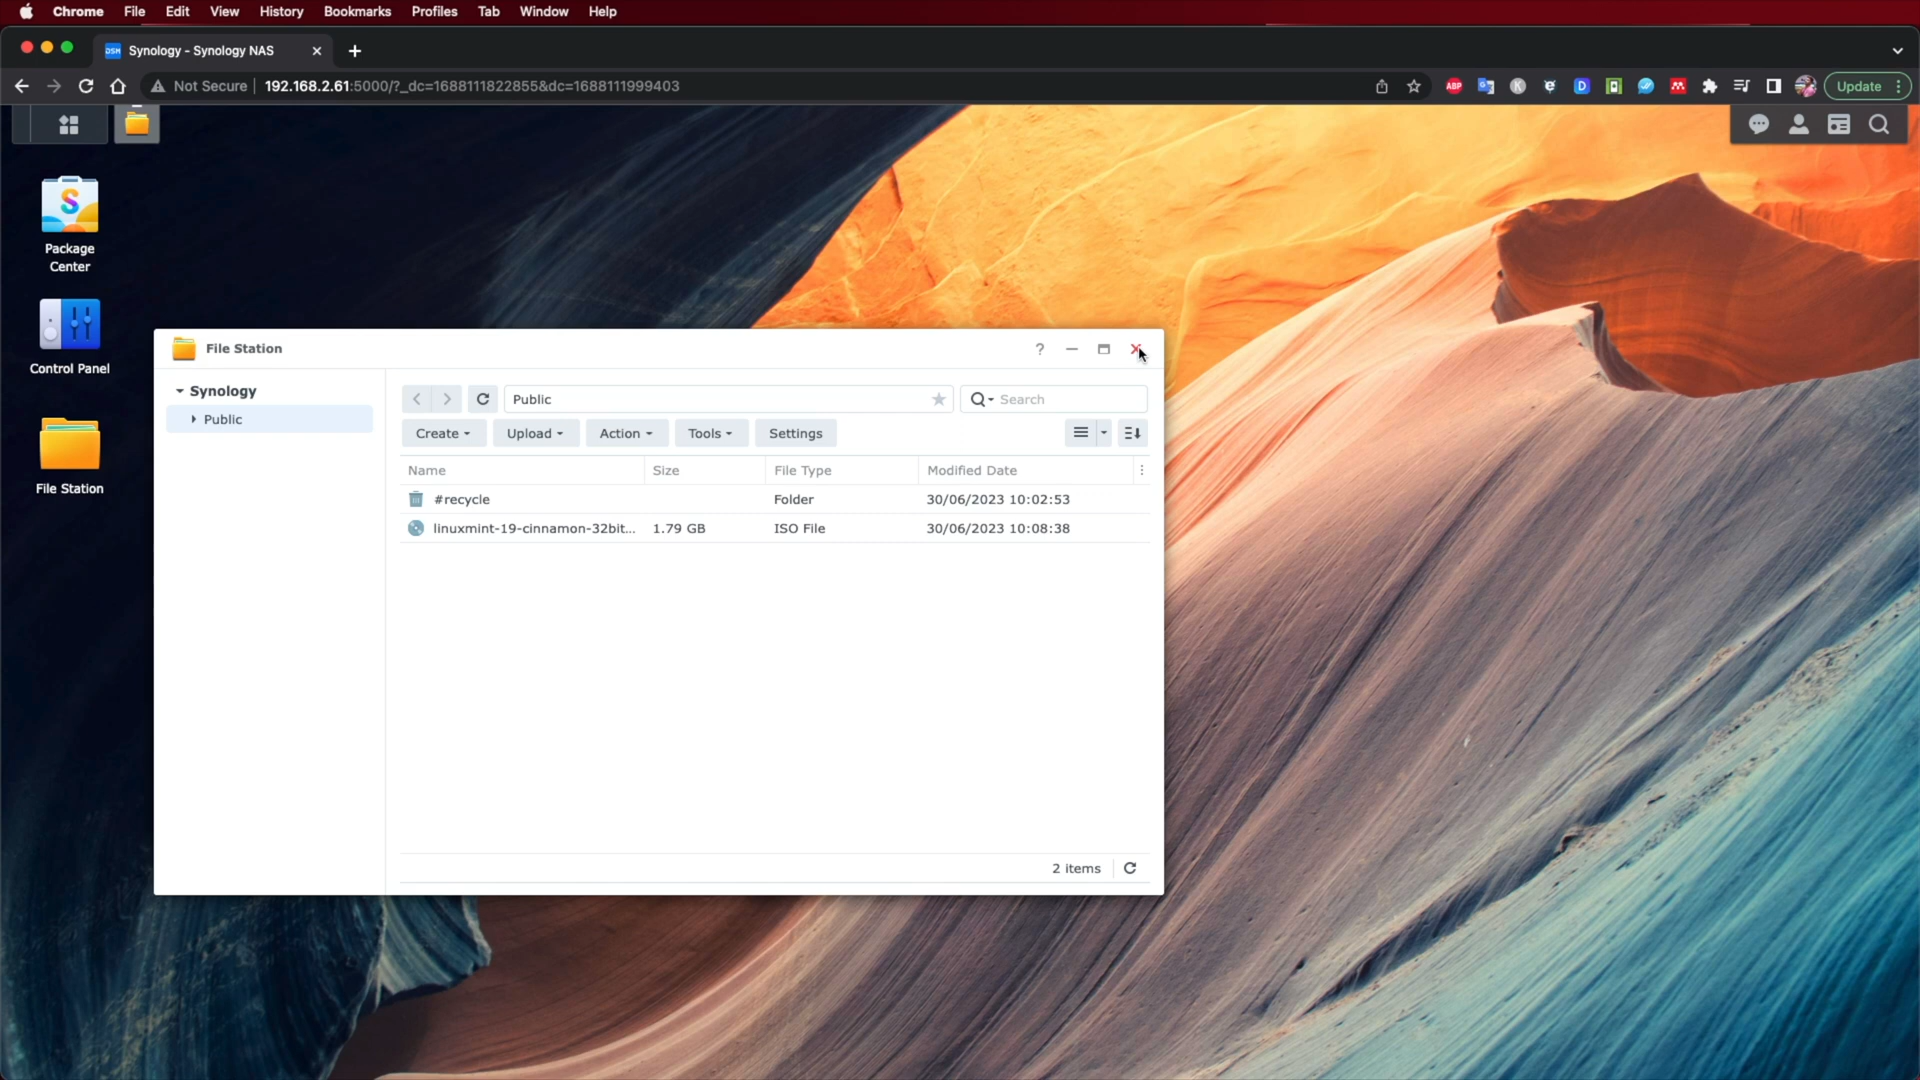 Chrome File Edit View History Bookmarks Profiles Tab Window Help
DSM Synology - Synology NAS
Not Secure 192.168.2.61:5000/?_dc=1688111822855&dc=1688111999403
ABP K D Update
S
Package
Center
Control Panel
File Station
File Station
?
Synology
Public
Public
Search
Create Upload Action Tools Settings
Name Size File Type Modified Date
#recycle Folder 30/06/2023 10:02:53
linuxmint-19-cinnamon-32bit... 1.79 GB ISO File 30/06/2023 10:08:38
2 items